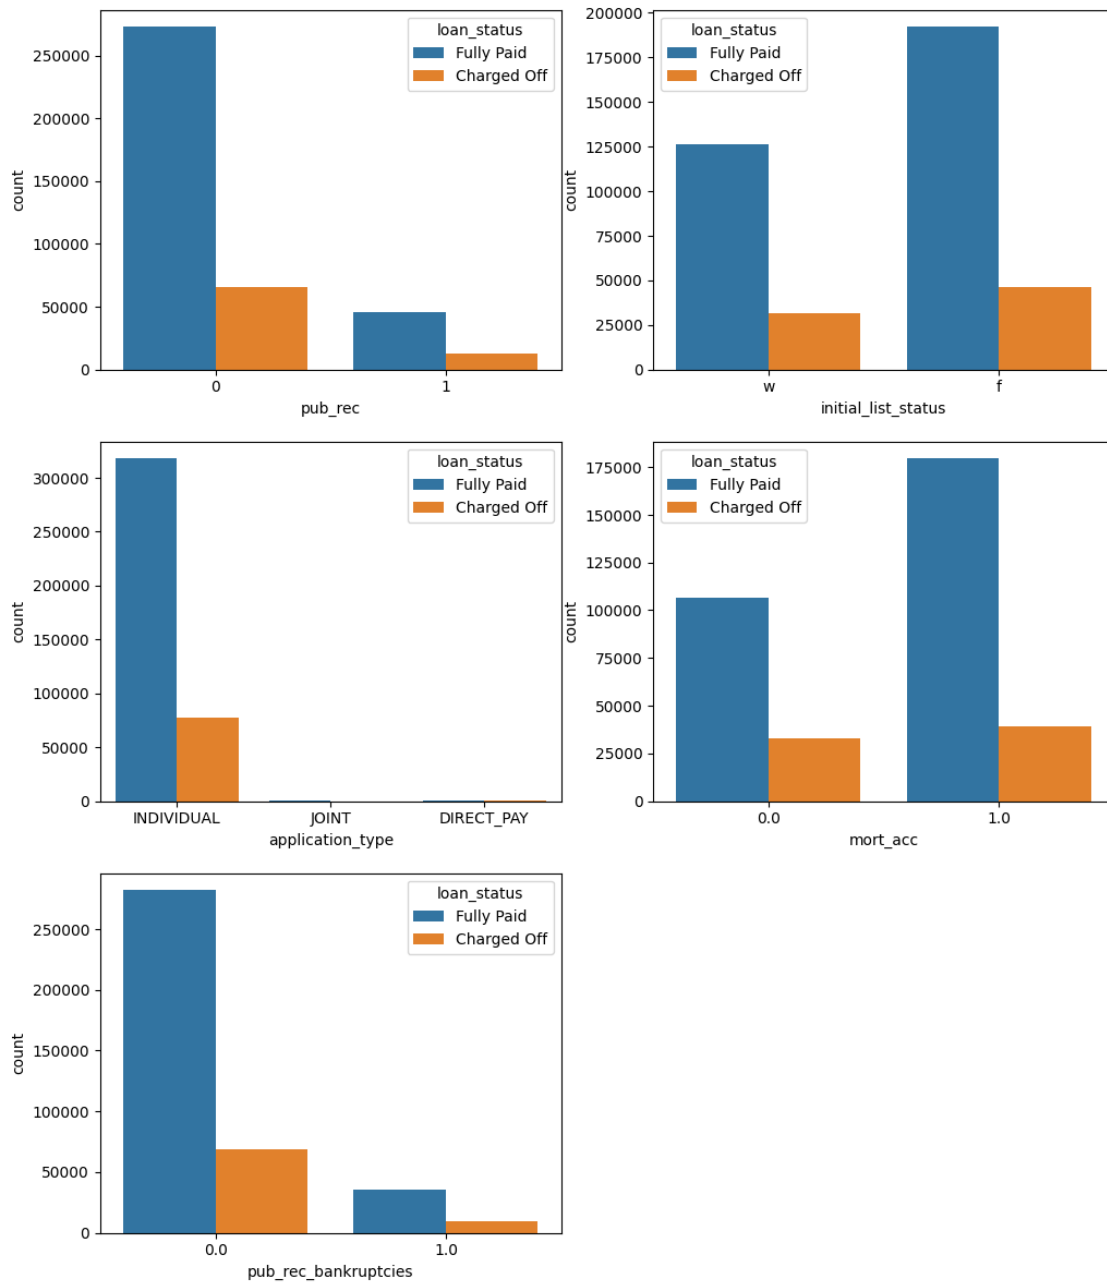 loan_status
Fully Paid
Charged Off
250000
200000
150000
100000
50000
0
count
0 1
pub_rec
loan_status
Fully Paid
Charged Off
200000
175000
150000
125000
100000
75000
50000
25000
0
count
w f
initial_list_status
loan_status
Fully Paid
Charged Off
300000
250000
200000
150000
100000
50000
0
count
INDIVIDUAL JOINT DIRECT_PAY
application_type
loan_status
Fully Paid
Charged Off
175000
150000
125000
100000
75000
50000
25000
0
count
0.0 1.0
mort_acc
loan_status
Fully Paid
Charged Off
250000
200000
150000
100000
50000
0
count
0.0 1.0
pub_rec_bankruptcies